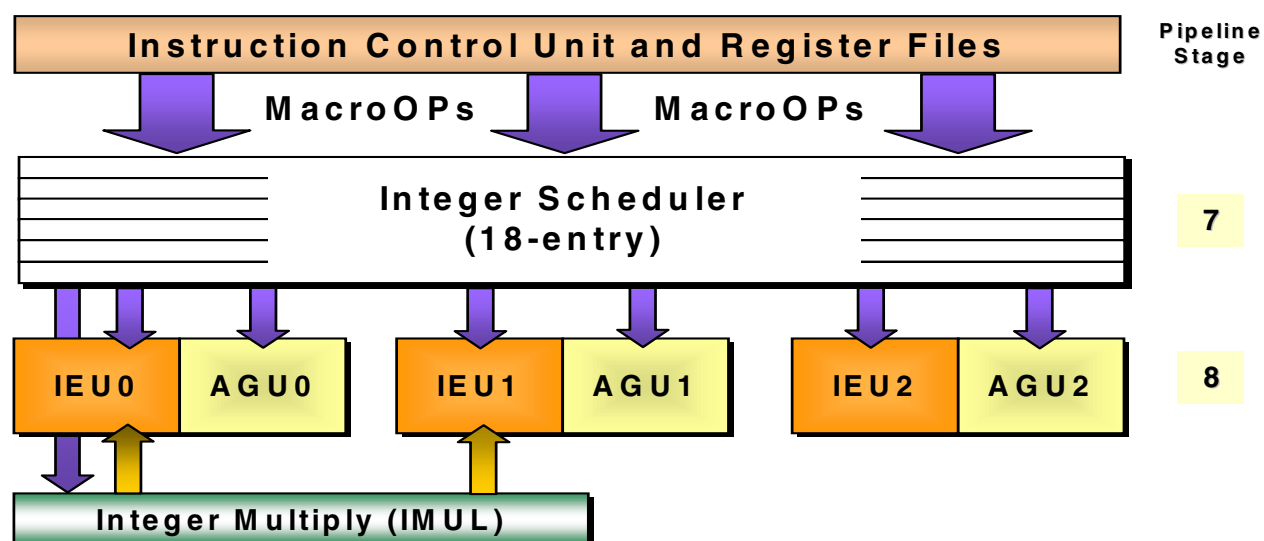 Instruction Control Unit and Register Files
Pipeline
Stage
MacroOPs
MacroOPs
Integer Scheduler
(18-entry)
7
IEU0
AGU0
IEU1
AGU1
IEU2
AGU2
8
Integer Multiply (IMUL)